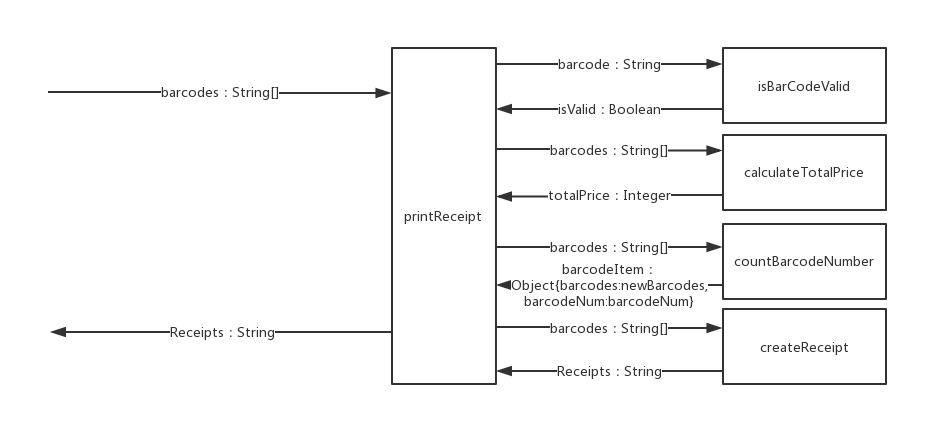 barcode : String
isBarCodeValid
barcodes : String[]
isValid : Boolean
barcodes : String[]
calculateTotalPrice
totalPrice : Integer
printReceipt
barcodes : String[]
countBarcodeNumber
barcodeItem :
Object{barcodes:newBarcodes,
barcodeNum:barcodeNum}
barcodes : String[]
Receipts : String
createReceipt
Receipts : String